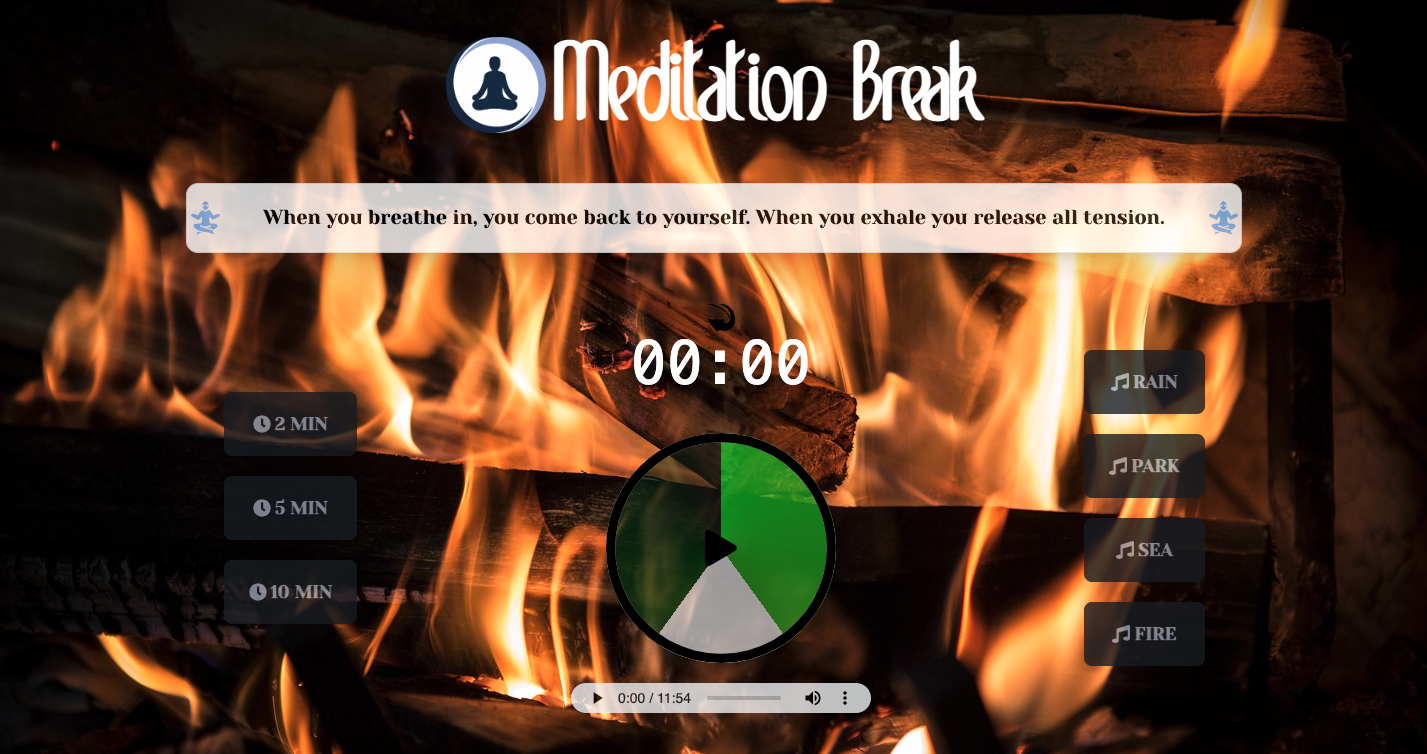 Meditation Break
When you breathe in, you come back to yourself. When you exhale you release all tension.
00:00
2 MIN
5 MIN
10 MIN
RAIN
PARK
SEA
FIRE
0:00 / 11:54